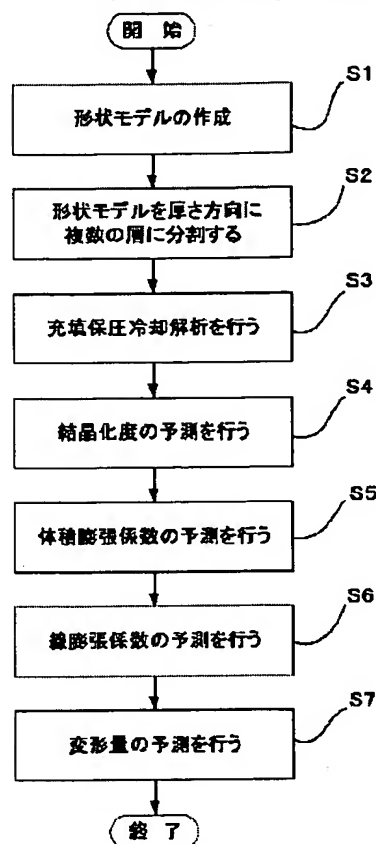 開 始
S1
形状モデルの作成
S2
形状モデルを厚さ方向に
複数の層に分割する
S3
充填保圧冷却解析を行う
S4
結晶化度の予測を行う
S5
体積膨張係数の予測を行う
S6
線膨張係数の予測を行う
S7
変形量の予測を行う
終 了